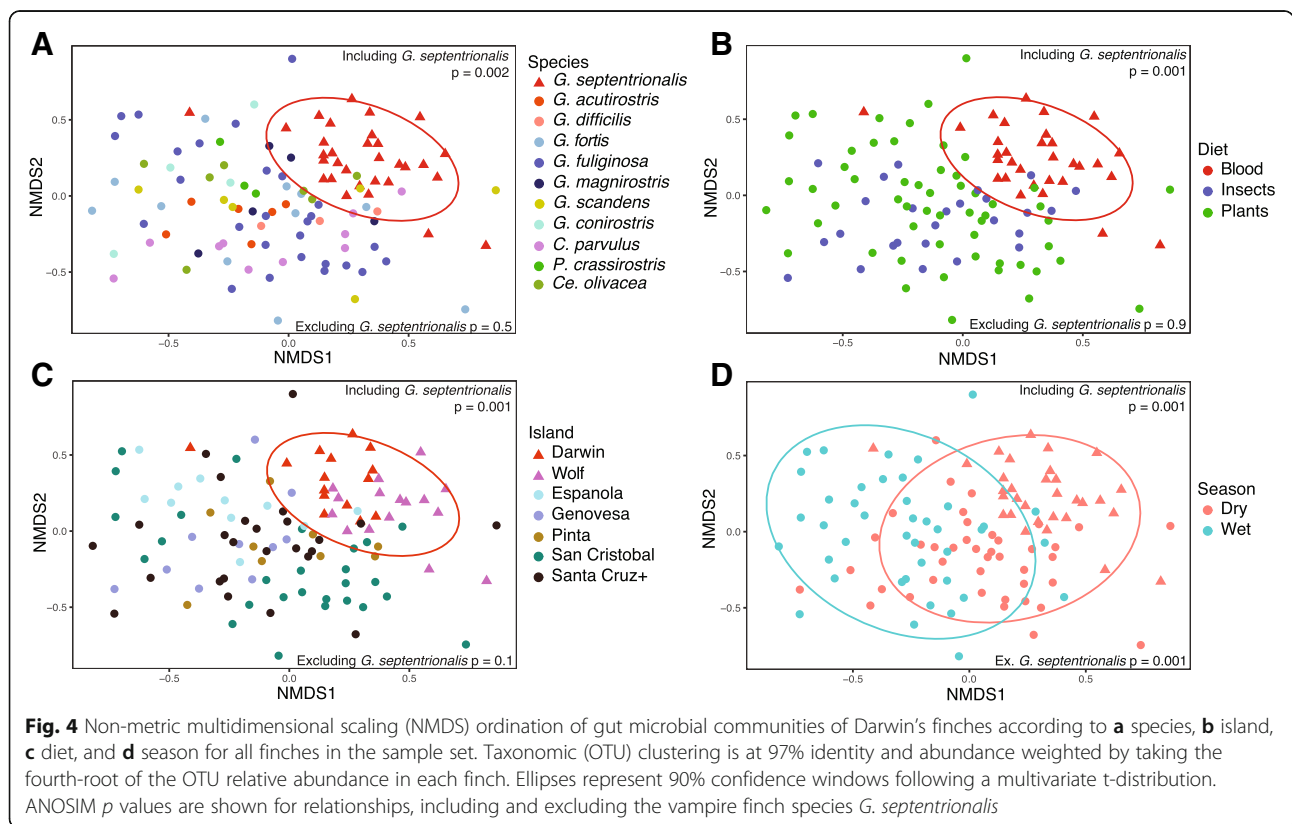 A
Including G. septentrionalis
p = 0.002
NMDS2
0.5
0.0
−0.5
Excluding G. septentrionalis p = 0.5
−0.5
0.0
0.5
NMDS1
Species
G. septentrionalis
G. acutirostris
G. difficilis
G. fortis
G. fuliginosa
G. magnirostris
G. scandens
G. conirostris
C. parvulus
P. crassirostris
Ce. olivacea
B
Including G. septentrionalis
p = 0.001
NMDS2
0.5
0.0
−0.5
Excluding G. septentrionalis p = 0.9
−0.5
0.0
0.5
NMDS1
Diet
Blood
Insects
Plants
C
Including G. septentrionalis
p = 0.001
NMDS2
0.5
0.0
−0.5
Excluding G. septentrionalis p = 0.1
−0.5
0.0
0.5
NMDS1
Island
Darwin
Wolf
Espanola
Genovesa
Pinta
San Cristobal
Santa Cruz+
D
Including G. septentrionalis
p = 0.001
NMDS2
0.5
0.0
−0.5
Ex. G. septentrionalis p = 0.001
−0.5
0.0
0.5
NMDS1
Season
Dry
Wet
Fig. 4 Non-metric multidimensional scaling (NMDS) ordination of gut microbial communities of Darwin's finches according to a species, b island,
c diet, and d season for all finches in the sample set. Taxonomic (OTU) clustering is at 97% identity and abundance weighted by taking the
fourth-root of the OTU relative abundance in each finch. Ellipses represent 90% confidence windows following a multivariate t-distribution.
ANOSIM p values are shown for relationships, including and excluding the vampire finch species G. septentrionalis